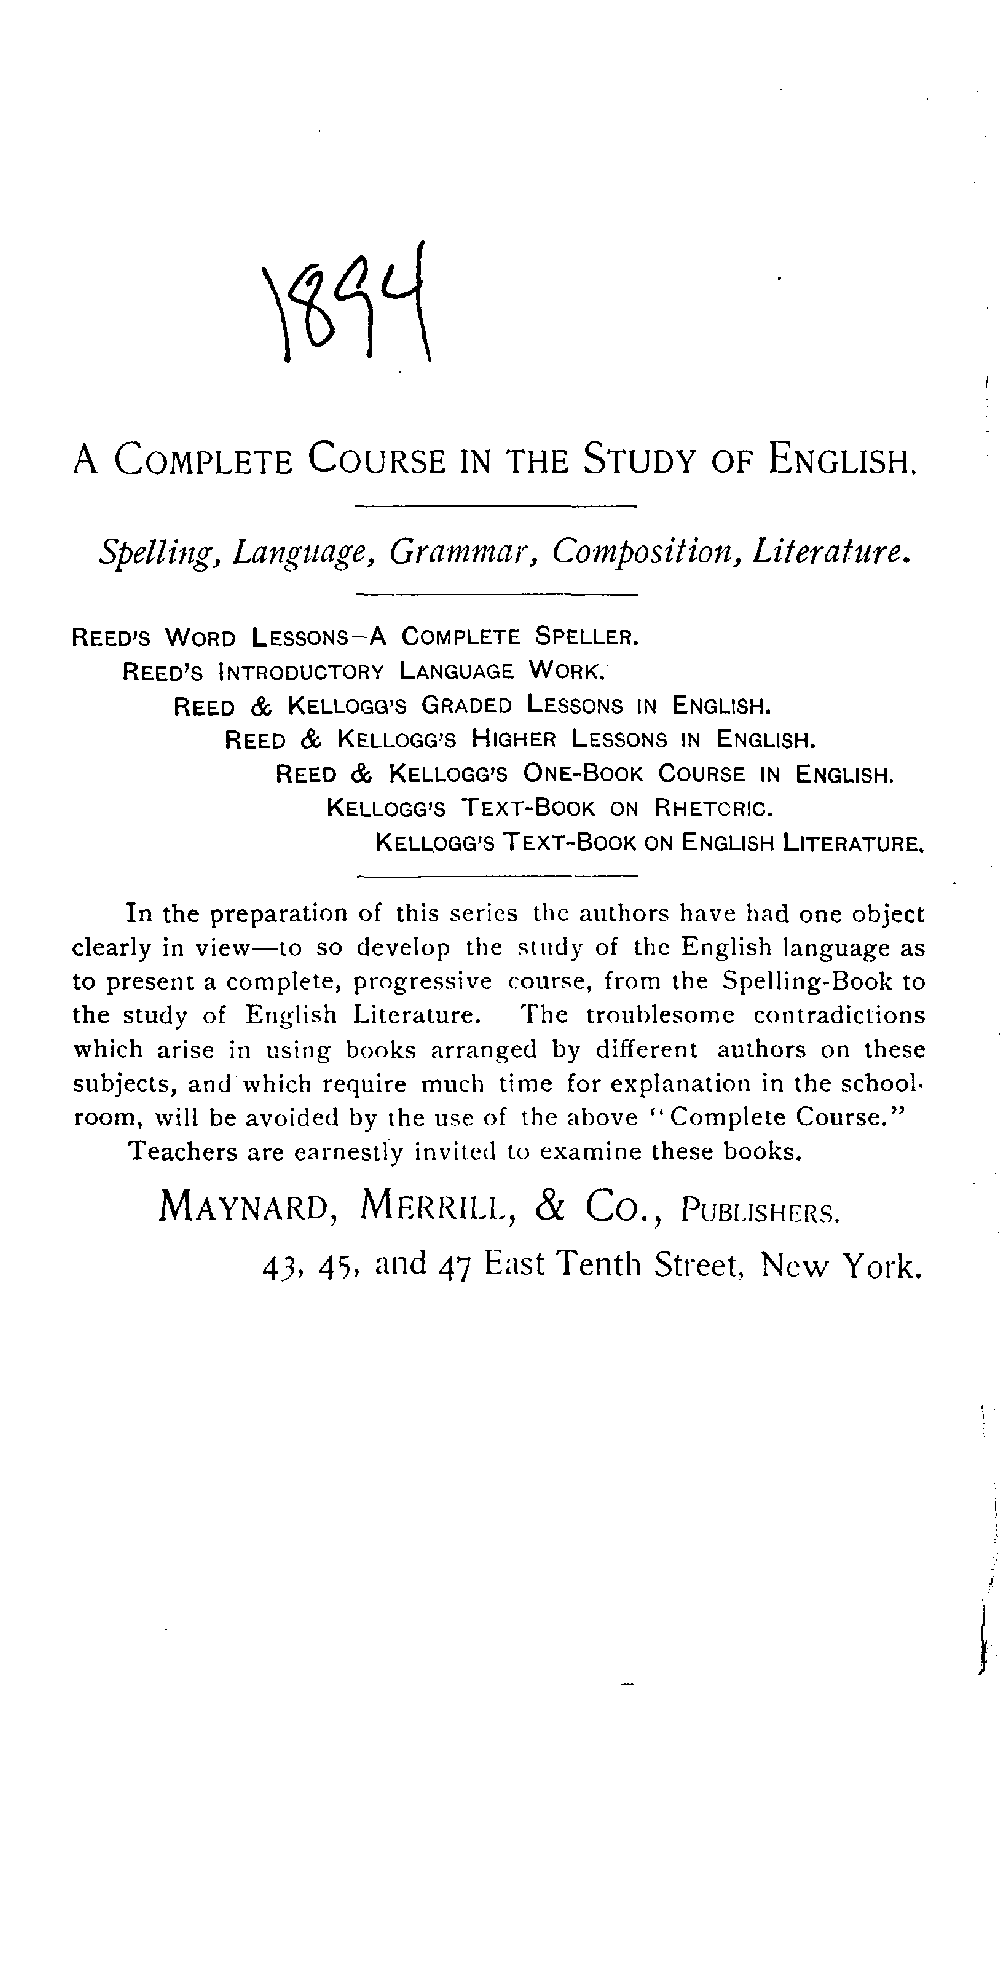 1894
A COMPLETE COURSE IN THE STUDY OF ENGLISH.
Spelling, Language, Grammar, Composition, Literature.
REED'S WORD LESSONS—A COMPLETE SPELLER.
REED'S INTRODUCTORY LANGUAGE WORK.
REED & KELLOGG'S GRADED LESSONS IN ENGLISH.
REED & KELLOGG'S HIGHER LESSONS IN ENGLISH.
REED & KELLOGG'S ONE-BOOK COURSE IN ENGLISH.
KELLOGG'S TEXT-BOOK ON RHETORIC.
KELLOGG'S TEXT-BOOK ON ENGLISH LITERATURE.
In the preparation of this series the authors have had one object
clearly in view—to so develop the study of the English language as
to present a complete, progressive course, from the Spelling-Book to
the study of English Literature. The troublesome contradictions
which arise in using books arranged by different authors on these
subjects, and which require much time for explanation in the school-
room, will be avoided by the use of the above "Complete Course."
Teachers are earnestly invited to examine these books.
MAYNARD, MERRILL, & CO., PUBLISHERS.
43, 45, and 47 East Tenth Street, New York.